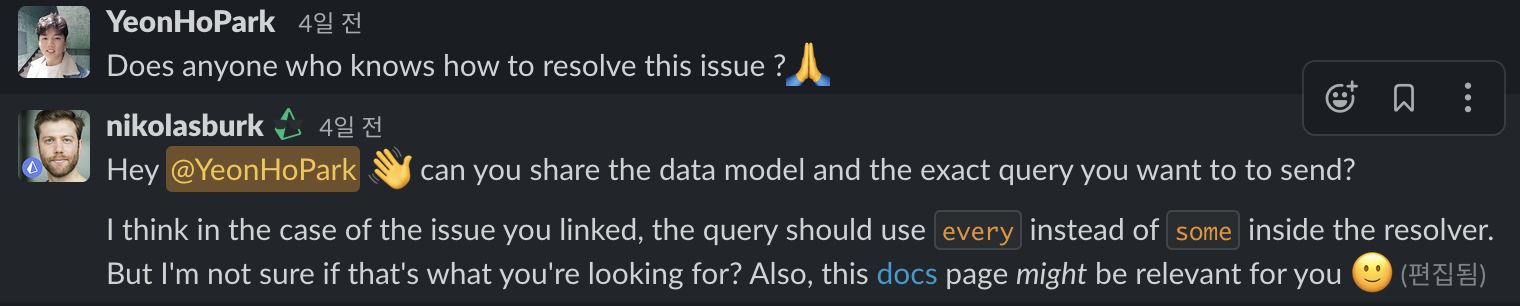 YeonHoPark 4일 전
Does anyone who knows how to resolve this issue ?🙏
nikolasburk 4일 전
Hey @YeonHoPark 👋 can you share the data model and the exact query you want to to send?
I think in the case of the issue you linked, the query should use every instead of some inside the resolver.
But I'm not sure if that's what you're looking for? Also, this docs page might be relevant for you 🙂 (편집됨)